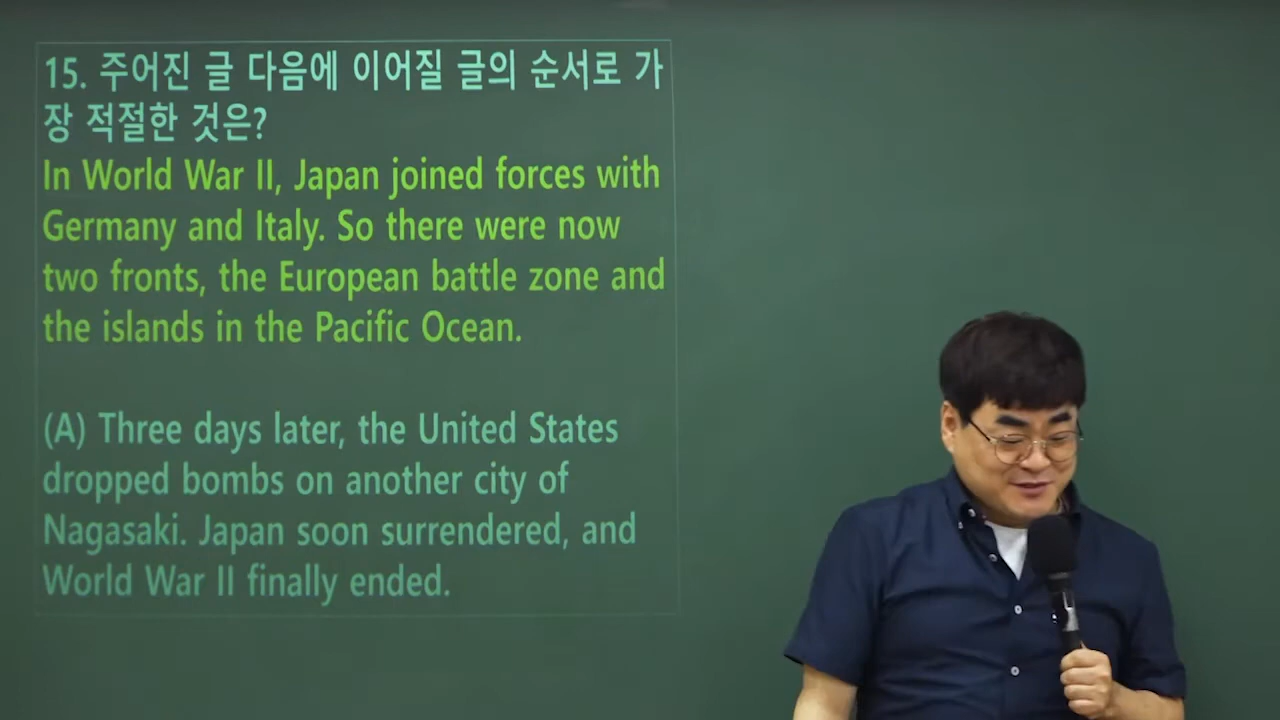 15. 주어진 글 다음에 이어질 글의 순서로 가
장 적절한 것은?
In World War II, Japan joined forces with
Germany and Italy. So there were now
two fronts, the European battle zone and
the islands in the Pacific Ocean.
(A) Three days later, the United States
dropped bombs on another city of
Nagasaki. Japan soon surrendered, and
World War II finally ended.